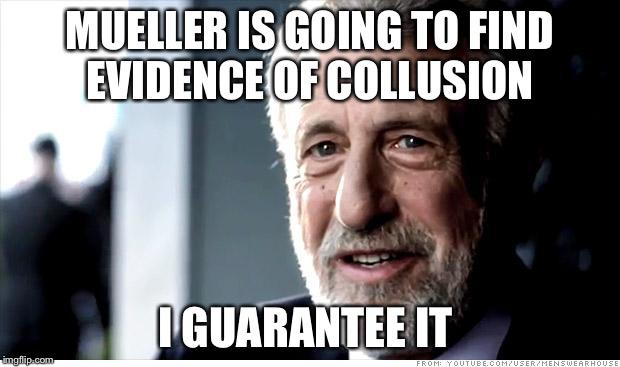 MUELLER IS GOING TO FIND
EVIDENCE OF COLLUSION
I GUARANTEE IT
imgflip.com
FROM: YOUTUBE.COM/USER/MENSWEARHOUSE